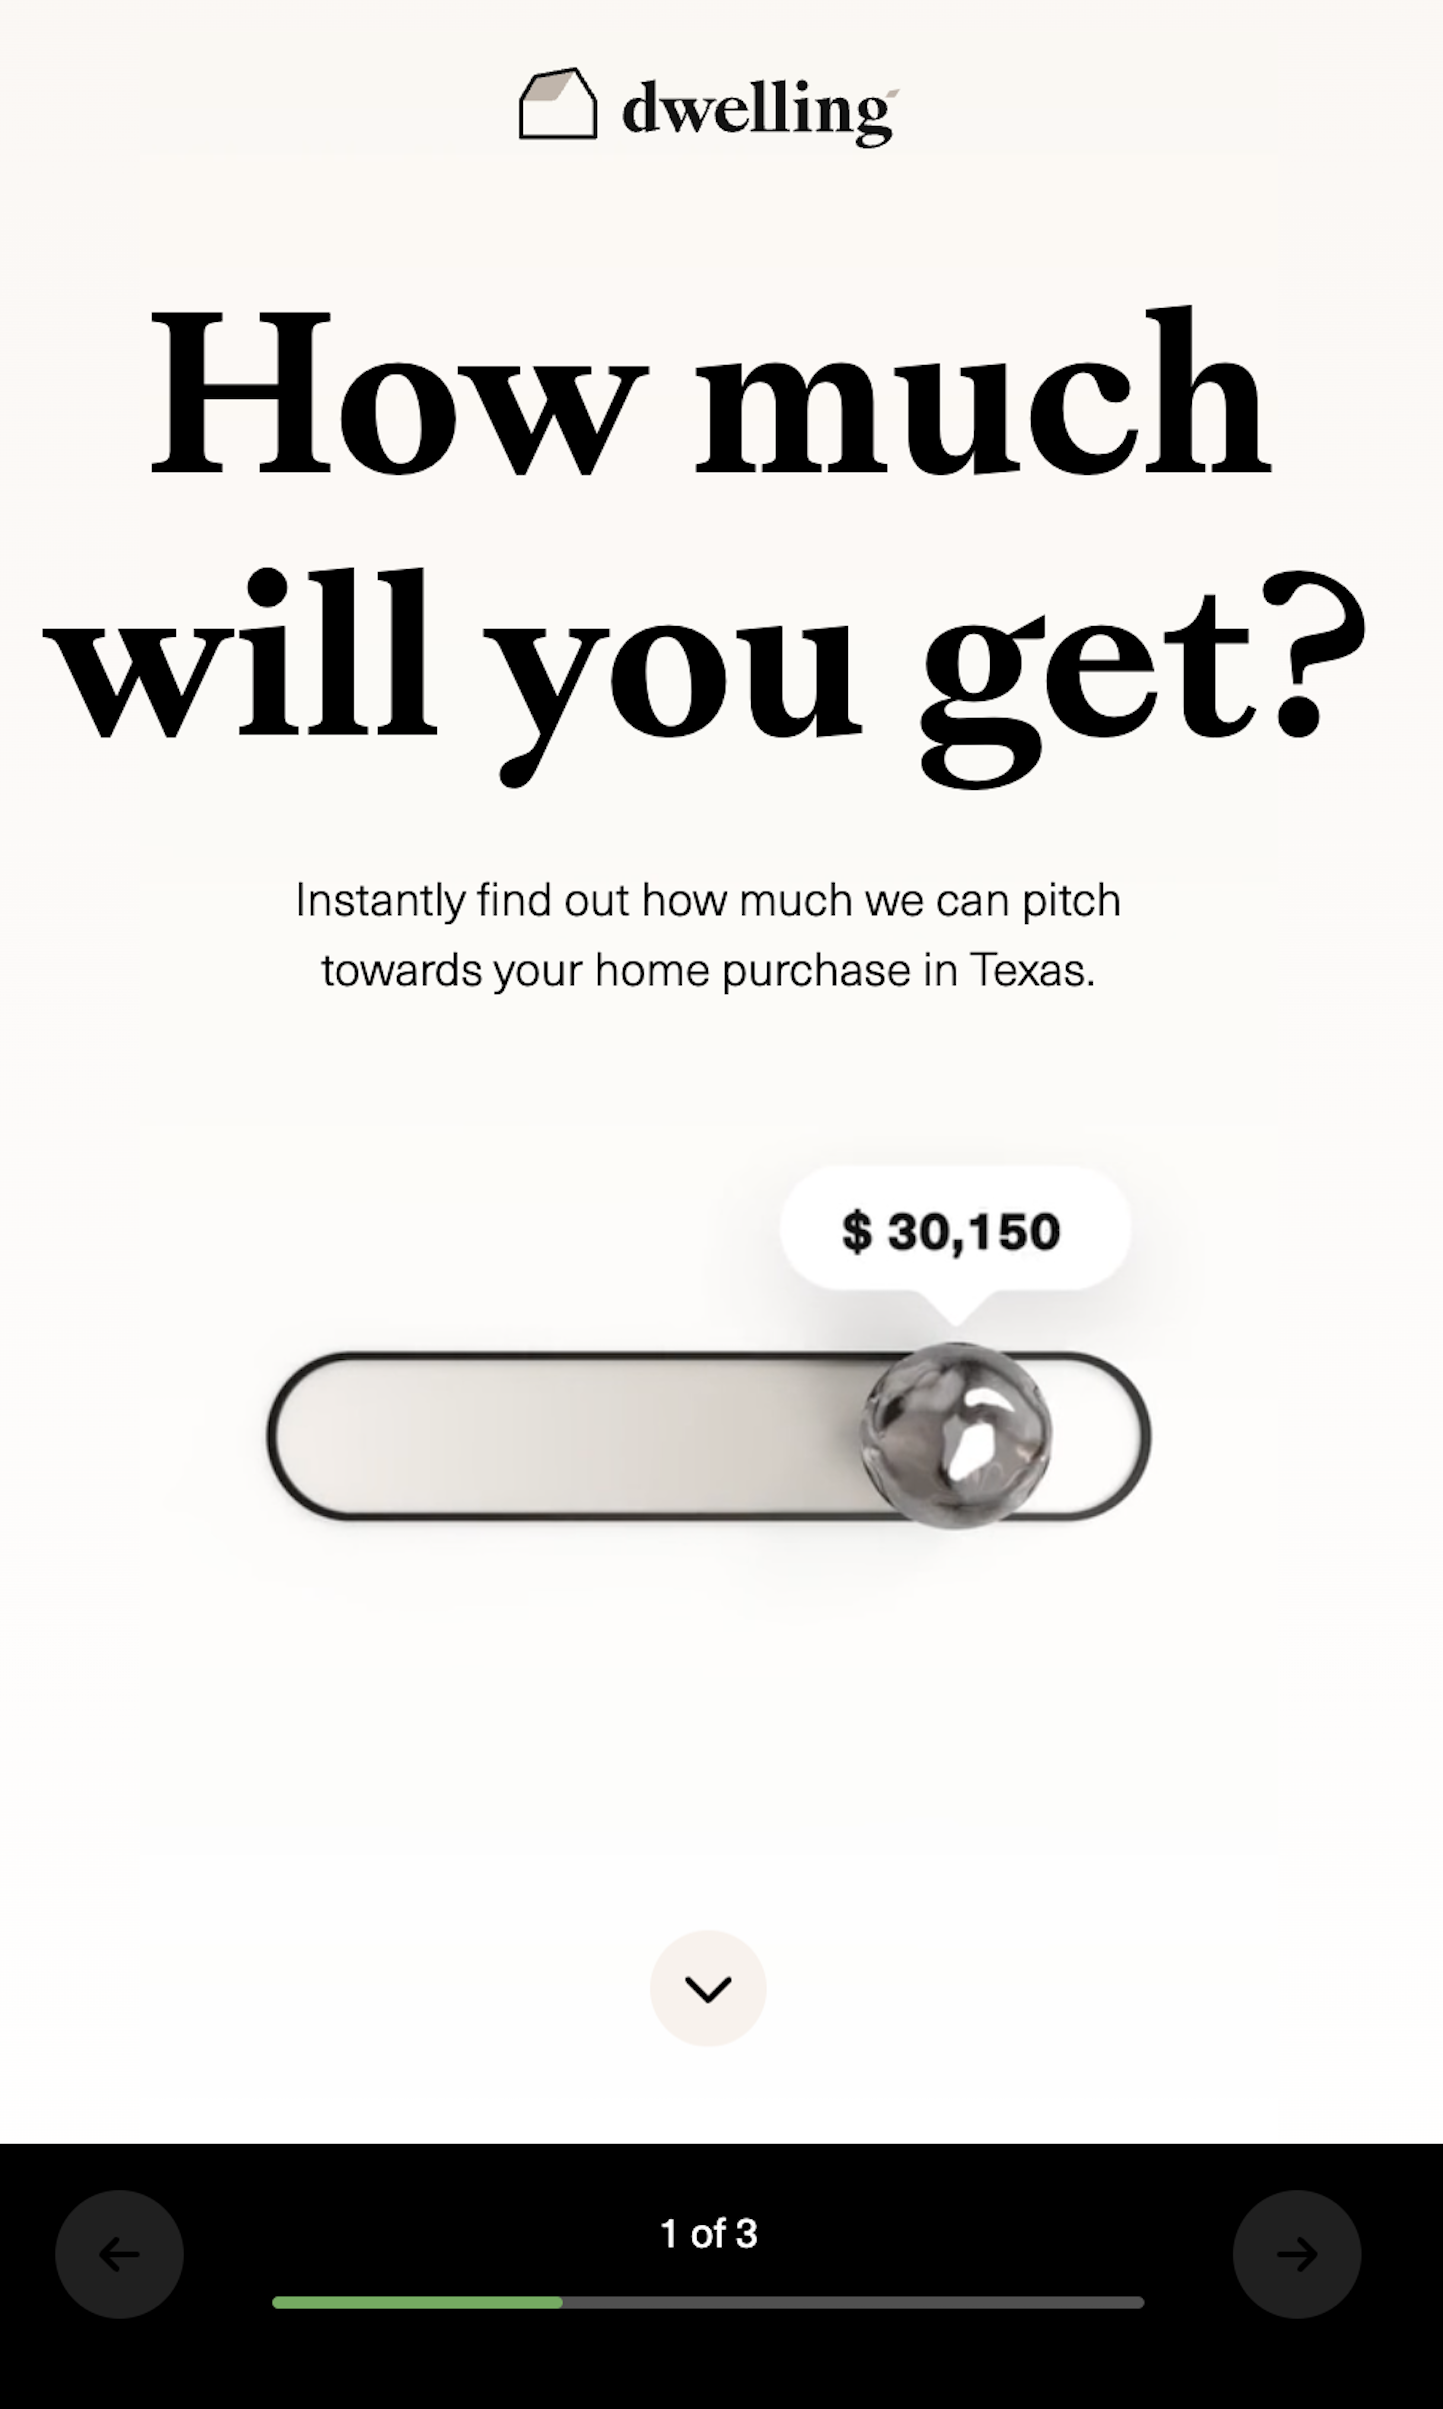 dwelling
How much
will you get?
Instantly find out how much we can pitch
towards your home purchase in Texas.
$ 30,150
1 of 3